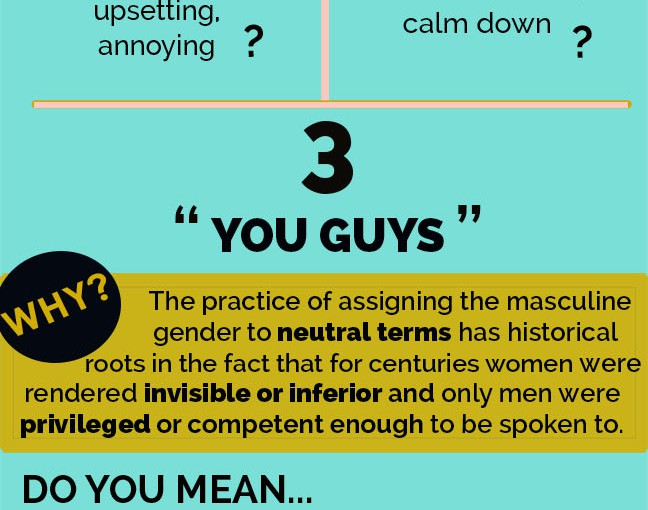 upsetting,
annoying ?
calm down ?
3
“ YOU GUYS ”
WHY?
The practice of assigning the masculine
gender to neutral terms has historical
roots in the fact that for centuries women were
rendered invisible or inferior and only men were
privileged or competent enough to be spoken to.
DO YOU MEAN...